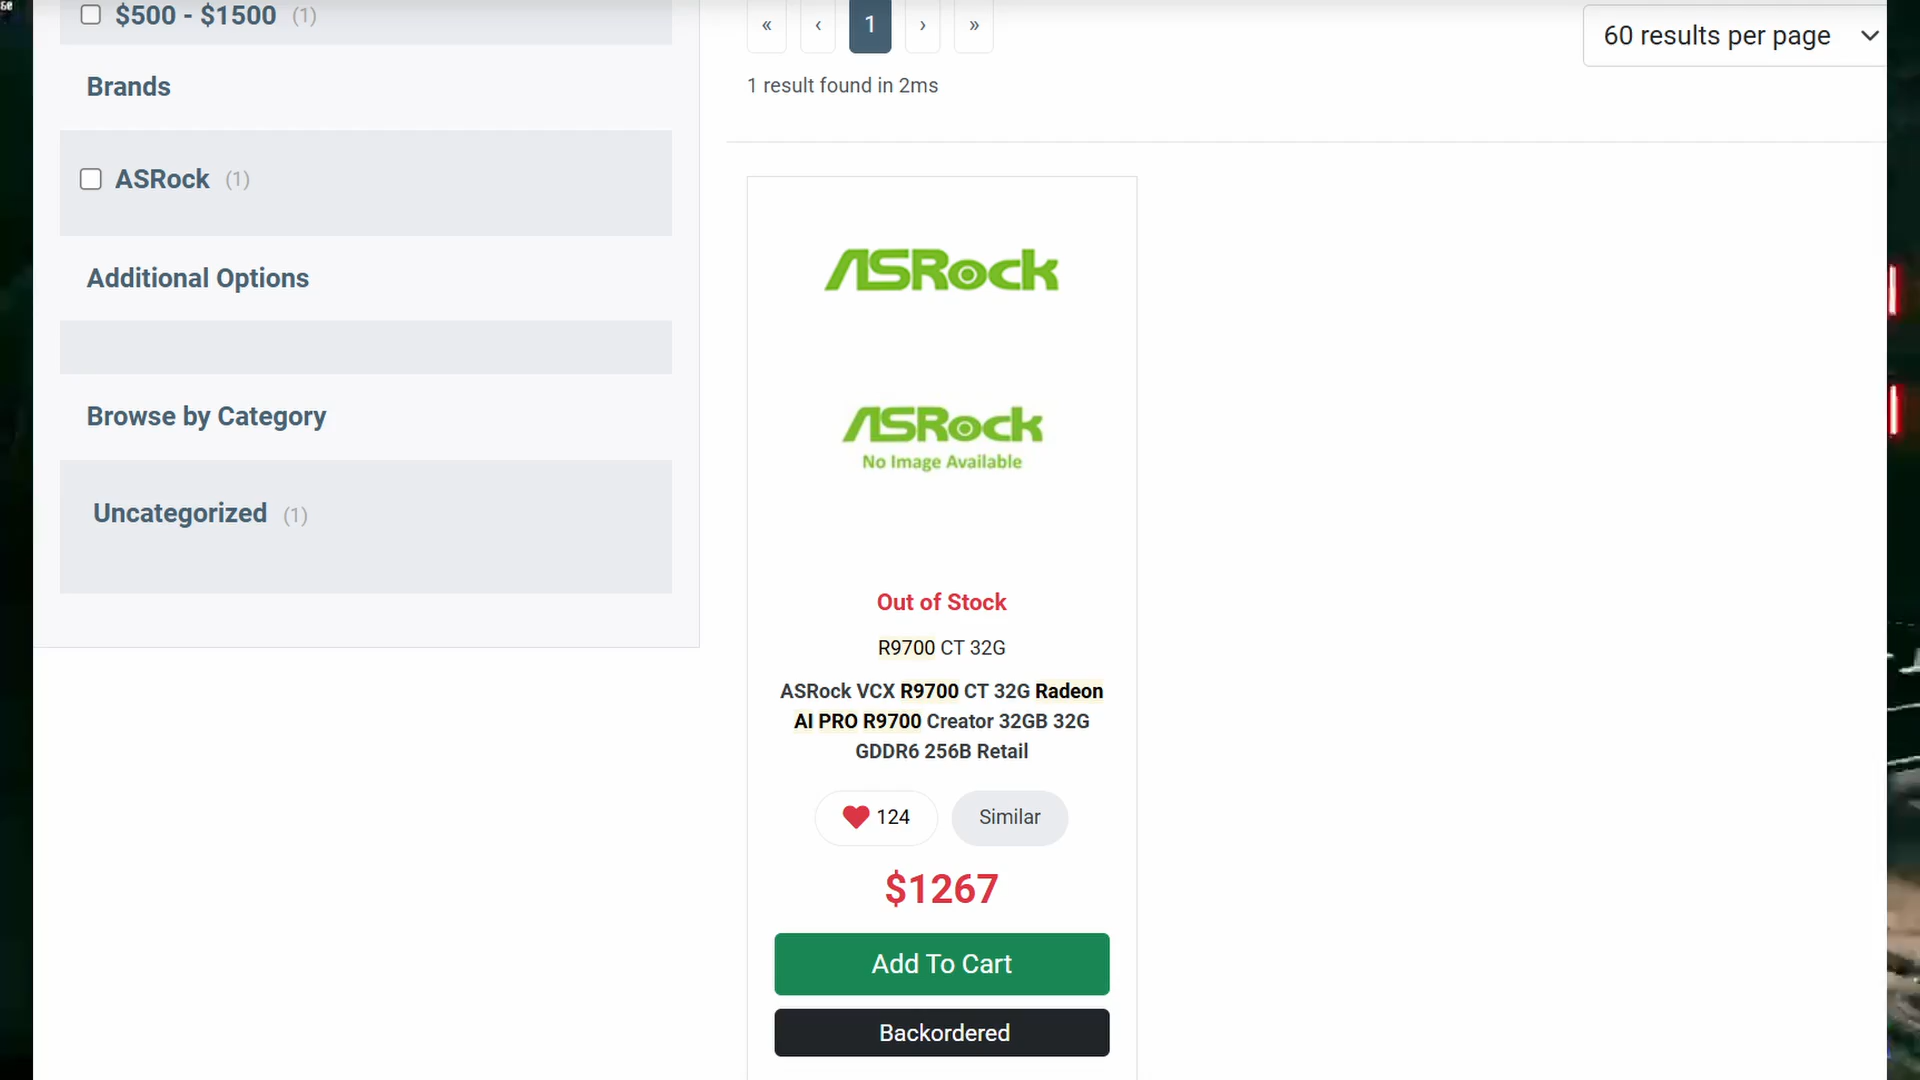 $500 - $1500 (1)
Brands
ASRock (1)
Additional Options
Browse by Category
Uncategorized (1)
« ‹ 1 › »
60 results per page
1 result found in 2ms
ASRock
ASRock
No Image Available
Out of Stock
R9700 CT 32G
ASRock VCX R9700 CT 32G Radeon
AI PRO R9700 Creator 32GB 32G
GDDR6 256B Retail
124
Similar
$1267
Add To Cart
Backordered